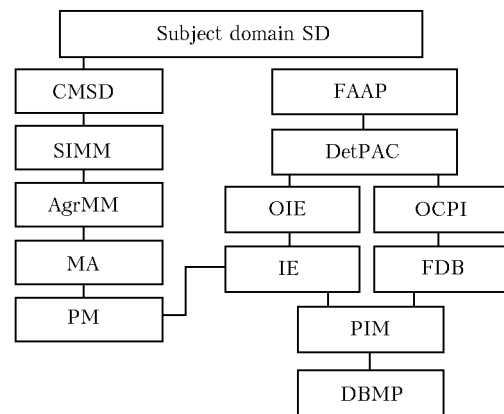 Subject domain SD
CMSD
FAAP
SIMM
DetPAC
AgrMM
OIE
OCPI
MA
IE
FDB
PM
PIM
DBMP